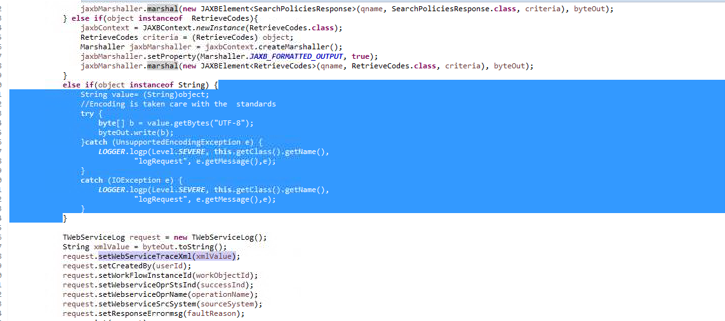 jaxbMarshaller.marshal(new JAXBElement<SearchPoliciesResponse>(qname, SearchPoliciesResponse.class, criteria), byteOut);
} else if(object instanceof  RetrieveCodes){
jaxbContext = JAXBContext.newInstance(RetrieveCodes.class);
RetrieveCodes criteria = (RetrieveCodes) object;
Marshaller jaxbMarshaller = jaxbContext.createMarshaller();
jaxbMarshaller.setProperty(Marshaller.JAXB_FORMATTED_OUTPUT, true);
jaxbMarshaller.marshal(new JAXBElement<RetrieveCodes>(qname, RetrieveCodes.class, criteria), byteOut);
}
else if(object instanceof String) {
String value= (String)object;
//Encoding is taken care with the  standards
try {
byte[] b = value.getBytes("UTF-8");
byteOut.write(b);
}catch (UnsupportedEncodingException e) {
LOGGER.logp(Level.SEVERE, this.getClass().getName(),
"logRequest", e.getMessage(),e);
}
catch (IOException e) {
LOGGER.logp(Level.SEVERE, this.getClass().getName(),
"logRequest", e.getMessage(),e);
}
}
TWebServiceLog request = new TWebServiceLog();
String xmlValue = byteOut.toString();
request.setWebServiceTraceXml(xmlValue);
request.setCreatedBy(userId);
request.setWorkFlowInstanceId(workObjectId);
request.setWebserviceOprStsInd(successInd);
request.setWebserviceOprName(operationName);
request.setWebserviceSrcSystem(sourceSystem);
request.setResponseErrormsg(faultReason);